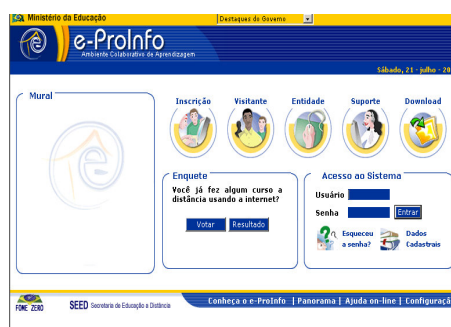 Ministério da Educação
Destaques do Governo
e-ProInfo
Ambiente Colaborativo de Aprendizagem
Sábado, 21 - julho - 20
Mural
Inscrição
Visitante
Entidade
Suporte
Download
Enquete
Você já fez algum curso a
distância usando a internet?
Votar
Resultado
Acesso ao Sistema
Usuário
Senha
Entrar
Esqueceu
a senha?
Dados
Cadastrais
FOME ZERO
SEED Secretaria de Educação a Distância
Conheça o e-ProInfo | Panorama | Ajuda on-line | Configuraçã